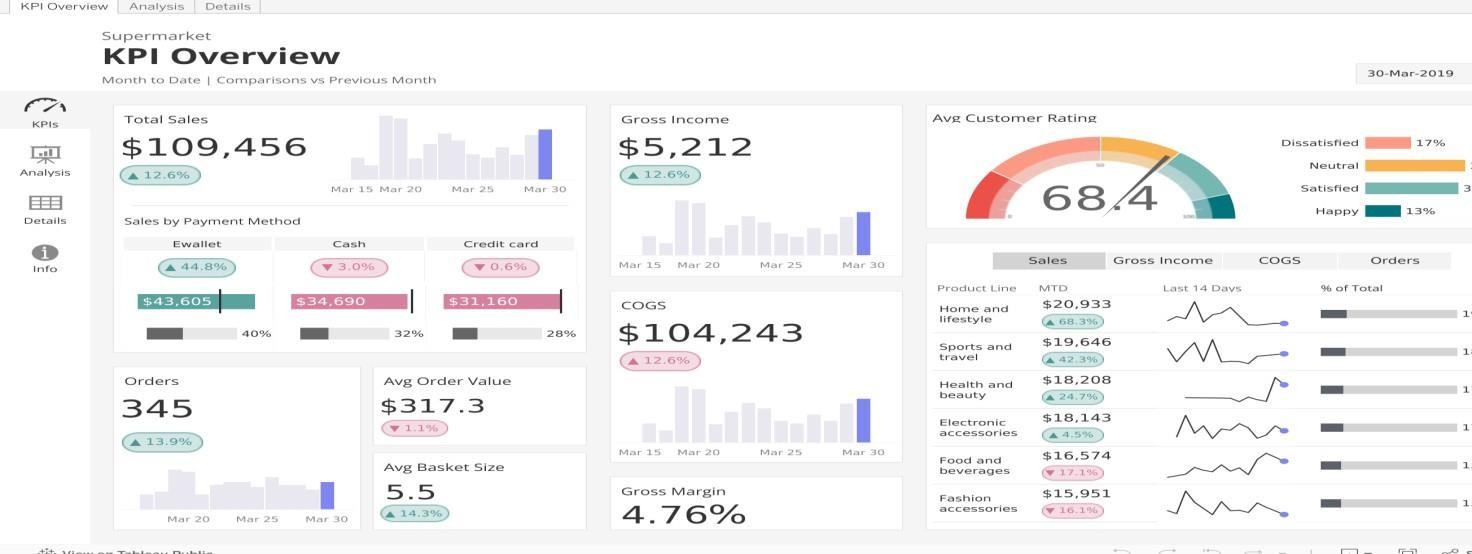 KPI Overview Analysis Details
Supermarket
KPI Overview
Month to Date | Comparisons vs Previous Month
30-Mar-2019
KPIs
Analysis
Details
Info
Total Sales
$109,456
▲ 12.6%
Mar 15 Mar 20 Mar 25 Mar 30
Sales by Payment Method
Ewallet Cash Credit card
▲ 44.8% ▼ 3.0% ▼ 0.6%
$43,605 $34,690 $31,160
40% 32% 28%
Orders
345
▲ 13.9%
Mar 20 Mar 25 Mar 30
Avg Order Value
$317.3
▼ 1.1%
Avg Basket Size
5.5
▲ 14.3%
Gross Income
$5,212
▲ 12.6%
Mar 15 Mar 20 Mar 25 Mar 30
COGS
$104,243
▲ 12.6%
Mar 15 Mar 20 Mar 25 Mar 30
Gross Margin
4.76%
Avg Customer Rating
68.4
Dissatisfied 17%
Neutral
Satisfied
Happy 13%
Sales Gross Income COGS Orders
Product Line MTD Last 14 Days % of Total
Home and lifestyle $20,933
▲ 68.3%
Sports and travel $19,646
▲ 42.3%
Health and beauty $18,208
▲ 24.7%
Electronic accessories $18,143
▲ 4.5%
Food and beverages $16,574
▼ 17.1%
Fashion accessories $15,951
▼ 16.1%
View on Tableau Public